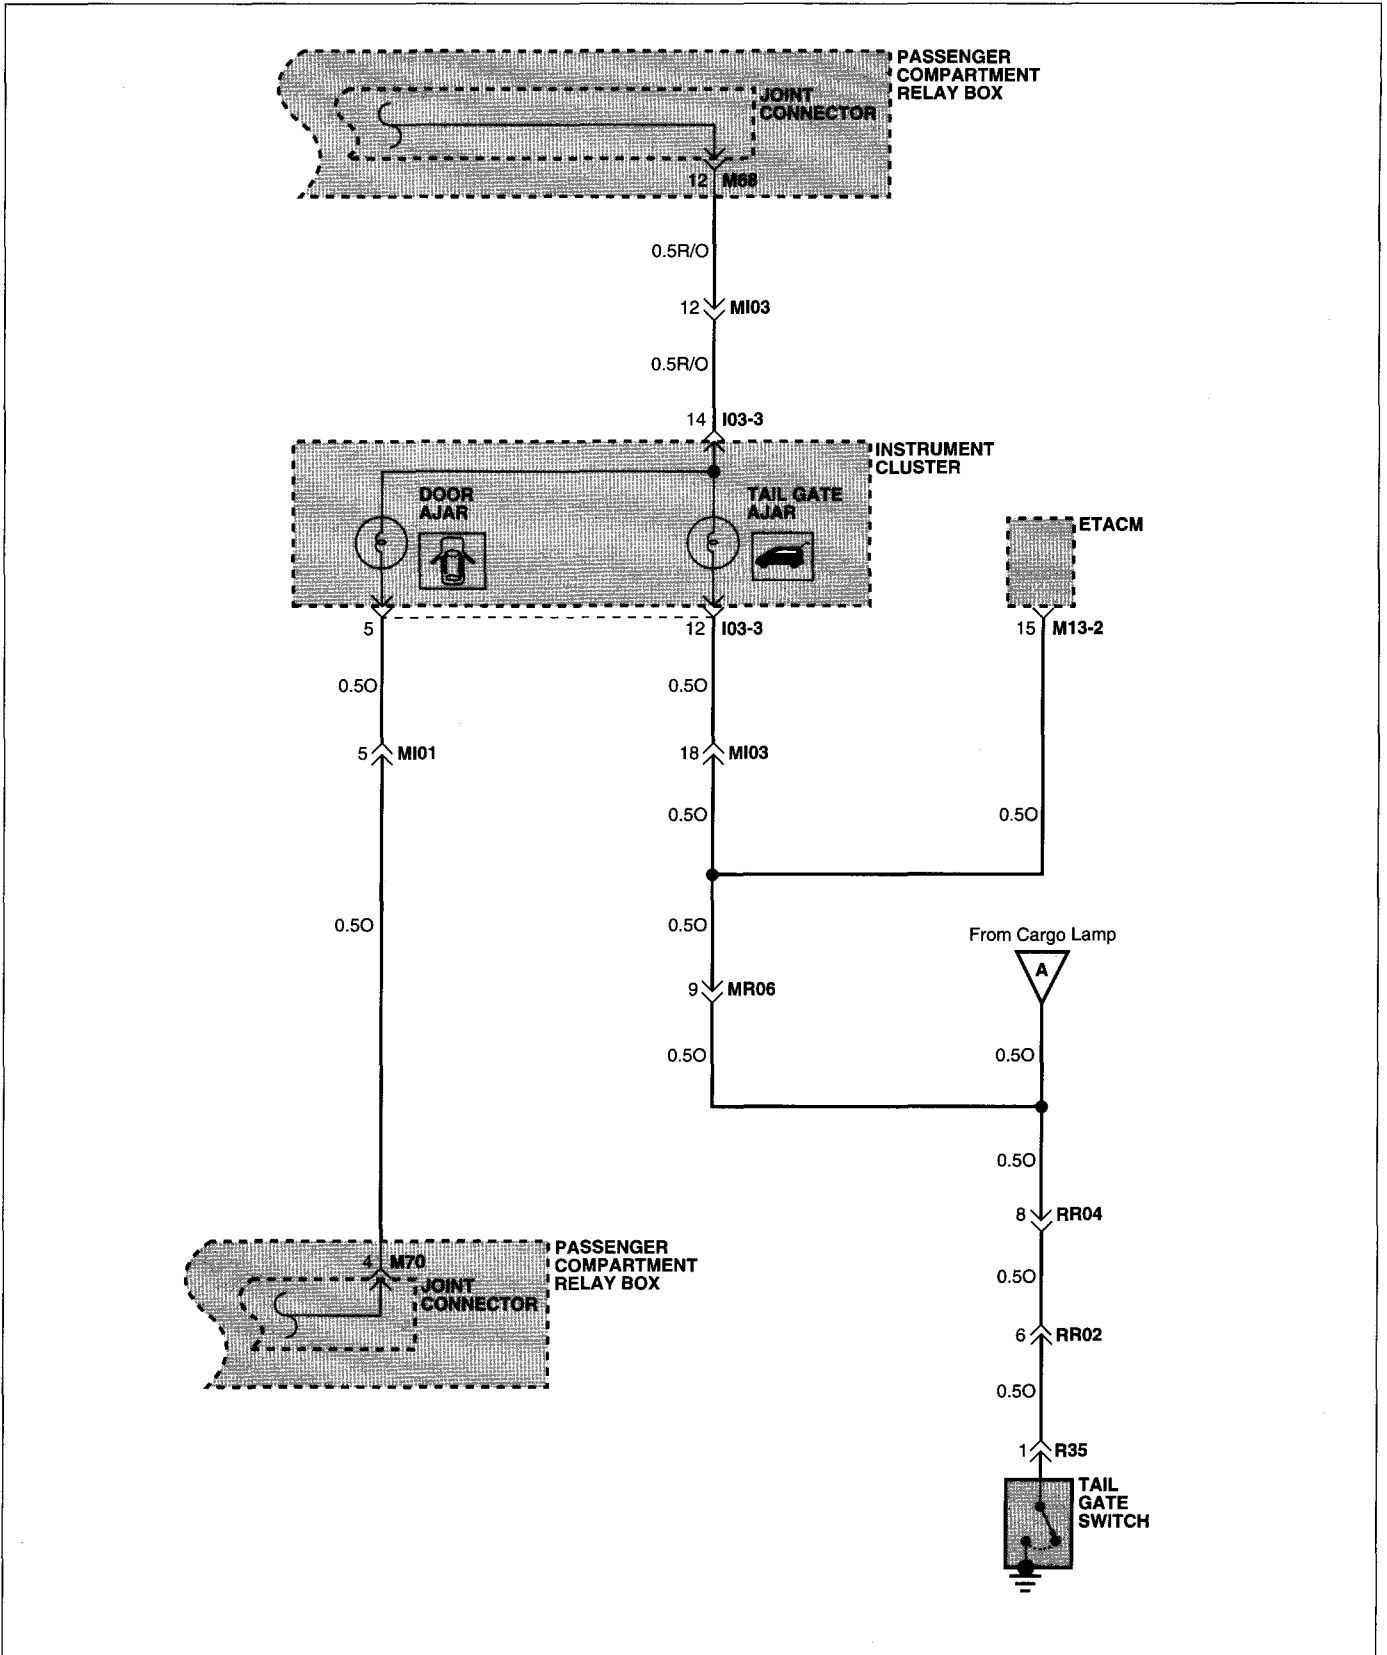 PASSENGER
COMPARTMENT
RELAY BOX
JOINT
CONNECTOR
12 M68
0.5R/O
12 MI03
0.5R/O
14 I03-3
INSTRUMENT
CLUSTER
DOOR
AJAR
TAIL GATE
AJAR
ETACM
5
12 I03-3
15 M13-2
0.5O
0.5O
5 MI01
18 MI03
0.5O
0.5O
0.5O
0.5O
From Cargo Lamp
A
9 MR06
0.5O
0.5O
0.5O
8 RR04
PASSENGER
COMPARTMENT
RELAY BOX
4 M70
JOINT
CONNECTOR
0.5O
6 RR02
0.5O
1 R35
TAIL
GATE
SWITCH